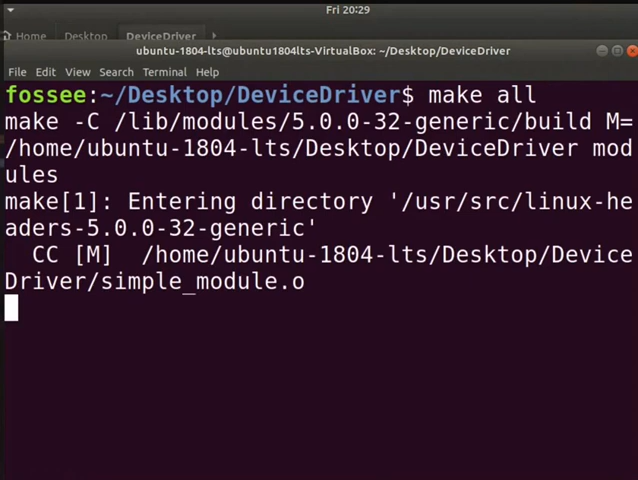 Fri 20:29
Home Desktop DeviceDriver
ubuntu-1804-lts@ubuntu1804lts-VirtualBox: ~/Desktop/DeviceDriver
File Edit View Search Terminal Help
fossee:~/Desktop/DeviceDriver$ make all
make -C /lib/modules/5.0.0-32-generic/build M=
/home/ubuntu-1804-lts/Desktop/DeviceDriver mod
ules
make[1]: Entering directory '/usr/src/linux-he
aders-5.0.0-32-generic'
  CC [M]  /home/ubuntu-1804-lts/Desktop/Device
Driver/simple_module.o